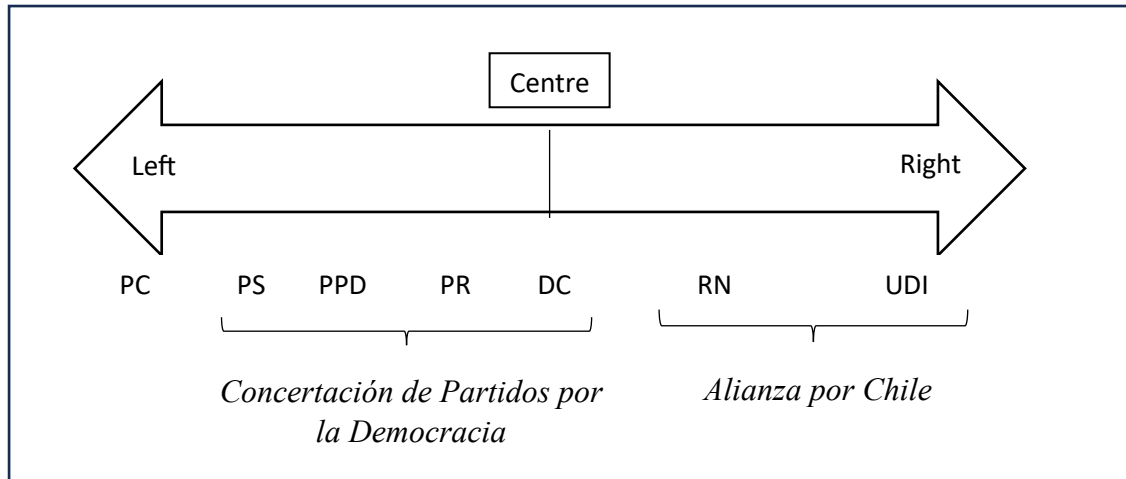 Centre
Left
Right
PC PS PPD PR DC RN UDI
Concertación de Partidos por
la Democracia
Alianza por Chile